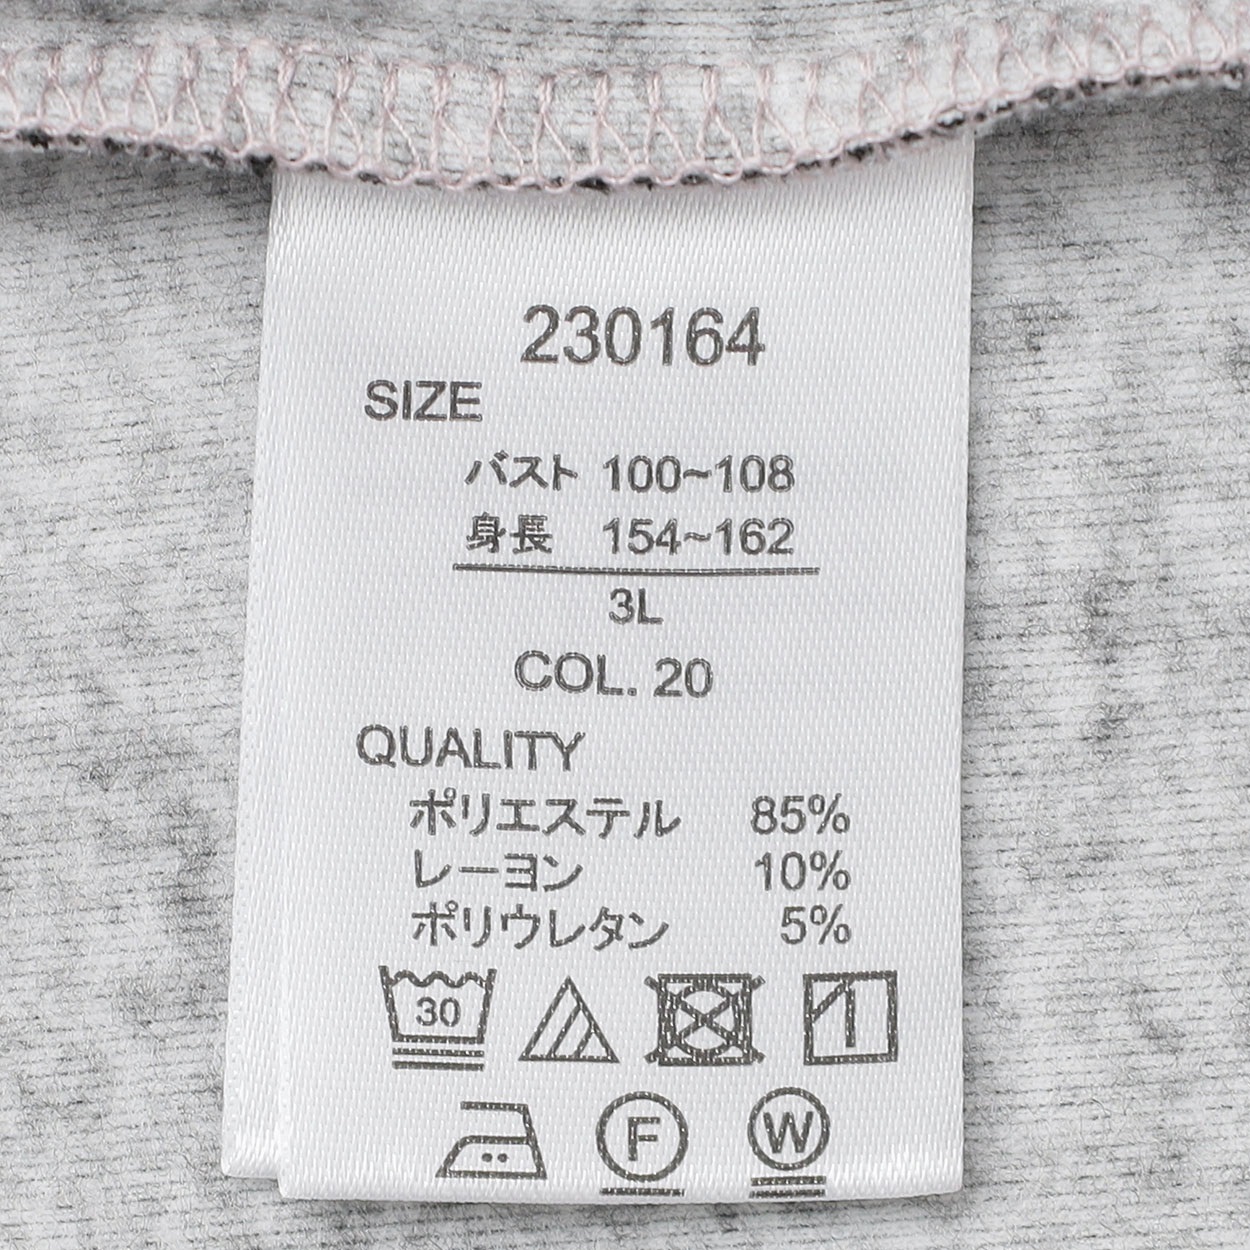 230164
SIZE
バスト 100~108
身長 154~162
3L
COL. 20
QUALITY
ポリエステル 85%
レーヨン 10%
ポリウレタン 5%
30
F W